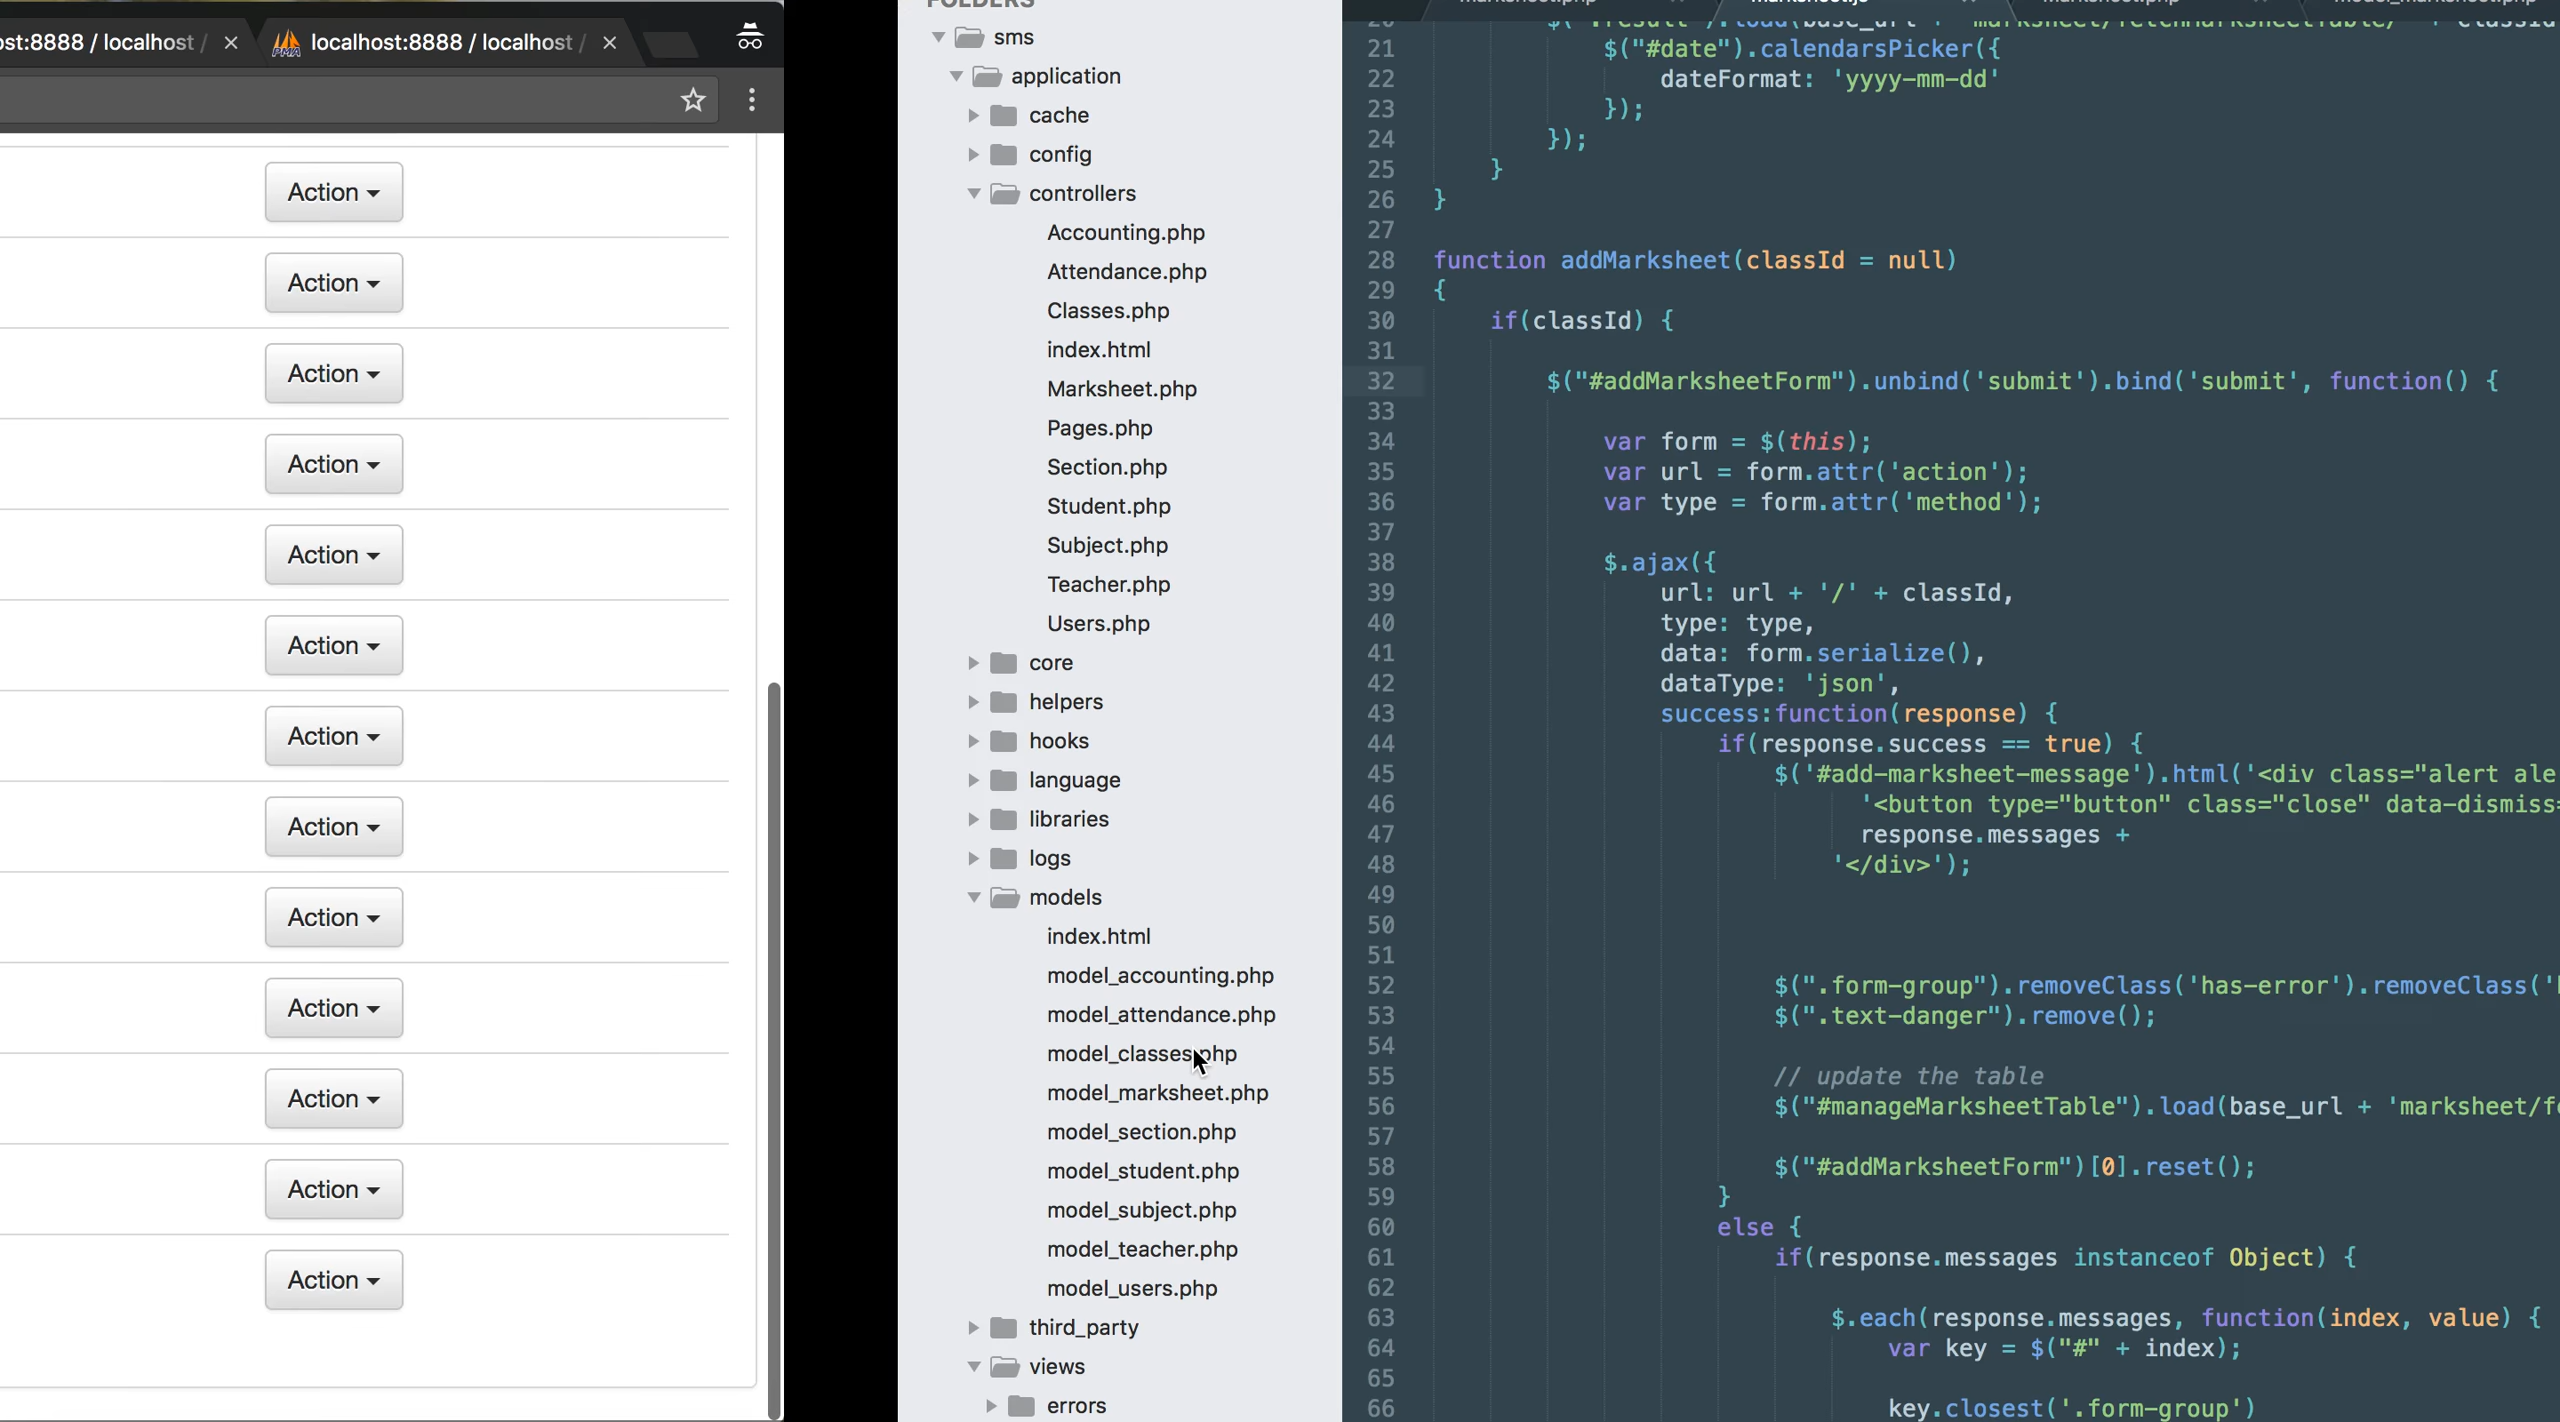 st:8888 / localhost /
localhost:8888 / localhost /
PMA
Action
Action
Action
Action
Action
Action
Action
Action
Action
Action
Action
Action
Action
FOLDERS
sms
application
cache
config
controllers
Accounting.php
Attendance.php
Classes.php
index.html
Marksheet.php
Pages.php
Section.php
Student.php
Subject.php
Teacher.php
Users.php
core
helpers
hooks
language
libraries
logs
models
index.html
model_accounting.php
model_attendance.php
model_classes.php
model_marksheet.php
model_section.php
model_student.php
model_subject.php
model_teacher.php
model_users.php
third_party
views
errors
21 $("#date").calendarsPicker({
22 dateFormat: 'yyyy-mm-dd'
23 });
24 });
25 }
26 }
27
28 function addMarksheet(classId = null)
29 {
30 if(classId) {
31
32 $("#addMarksheetForm").unbind('submit').bind('submit', function() {
33
34 var form = $(this);
35 var url = form.attr('action');
36 var type = form.attr('method');
37
38 $.ajax({
39 url: url + '/' + classId,
40 type: type,
41 data: form.serialize(),
42 dataType: 'json',
43 success:function(response) {
44 if(response.success == true) {
45 $('#add-marksheet-message').html('<div class="alert ale
46 '<button type="button" class="close" data-dismiss=
47 response.messages +
48 '</div>');
49
50
51
52 $(".form-group").removeClass('has-error').removeClass('
53 $(".text-danger").remove();
54
55 // update the table
56 $("#manageMarksheetTable").load(base_url + 'marksheet/f
57
58 $("#addMarksheetForm")[0].reset();
59 }
60 else {
61 if(response.messages instanceof Object) {
62
63 $.each(response.messages, function(index, value) {
64 var key = $("#" + index);
65
66 key.closest('.form-group')